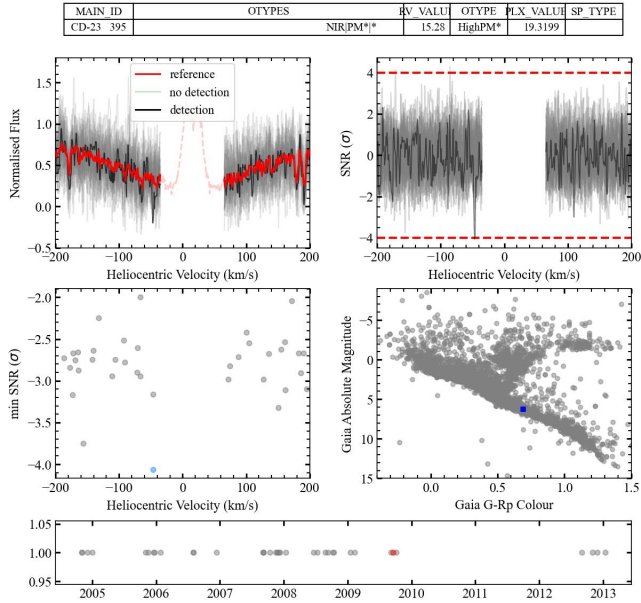 MAIN_ID OTYPES RV_VALUE OTYPE PLX_VALUE SP_TYPE
CD-23 395 NIR|PM*|* 15.28 HighPM* 19.3199
reference
no detection
detection
Normalised Flux
1.5
1.0
0.5
0.0
−0.5
−200 −100 0 100 200
Heliocentric Velocity (km/s)
SNR (σ)
4
2
0
−2
−4
−200 −100 0 100 200
Heliocentric Velocity (km/s)
min SNR (σ)
−2.0
−2.5
−3.0
−3.5
−4.0
−200 −100 0 100 200
Heliocentric Velocity (km/s)
Gaia Absolute Magnitude
−5
0
5
10
15
0.0 0.5 1.0 1.5
Gaia G-Rp Colour
1.05
1.00
0.95
2005 2006 2007 2008 2009 2010 2011 2012 2013